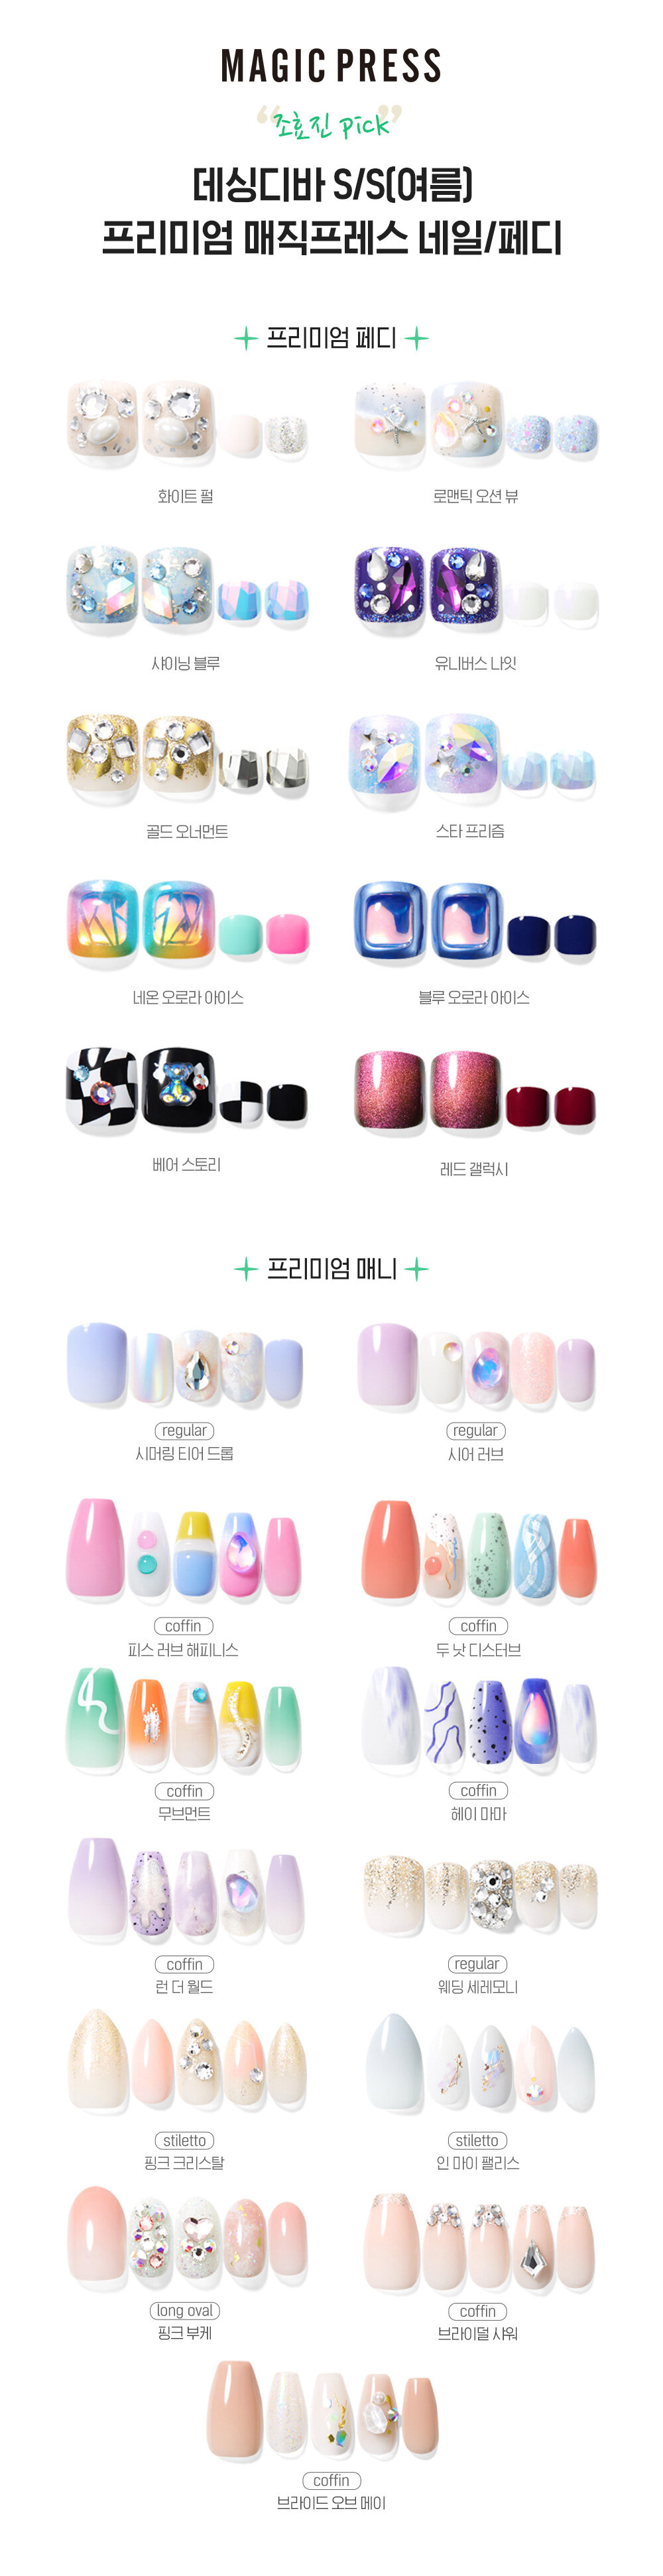 MAGIC PRESS
“조효진 pick”
데싱디바 S/S(여름)
프리미엄 매직프레스 네일/페디
프리미엄 페디
화이트 펄
로맨틱 오션 뷰
샤이닝 블루
유니버스 나잇
골드 오너먼트
스타 프리즘
네온 오로라 아이스
블루 오로라 아이스
베어 스토리
레드 갤럭시
프리미엄 매니
regular
시머링 티어 드롭
regular
시어 러브
coffin
피스 러브 해피니스
coffin
두 낫 디스터브
coffin
무브먼트
coffin
헤이 마마
coffin
런 더 월드
regular
웨딩 세레모니
stiletto
핑크 크리스탈
stiletto
인 마이 팰리스
long oval
핑크 부케
coffin
브라이덜 샤워
coffin
브라이드 오브 메이